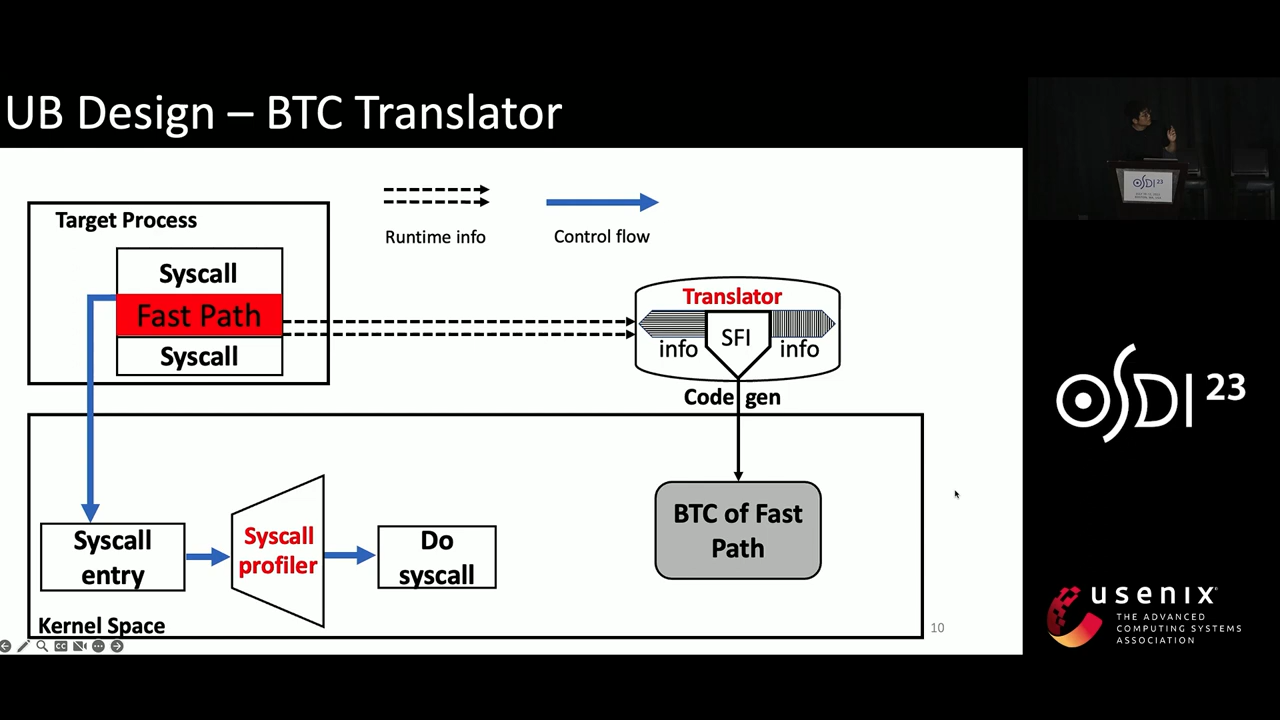 UB Design – BTC Translator
Target Process
Syscall
Fast Path
Syscall
Runtime info
Control flow
Translator
SFI
info
info
Code gen
BTC of Fast
Path
Syscall
entry
Syscall
profiler
Do
syscall
Kernel Space
10
OSDI 23
OSDI 23
usenix
THE ADVANCED
COMPUTING SYSTEMS
ASSOCIATION